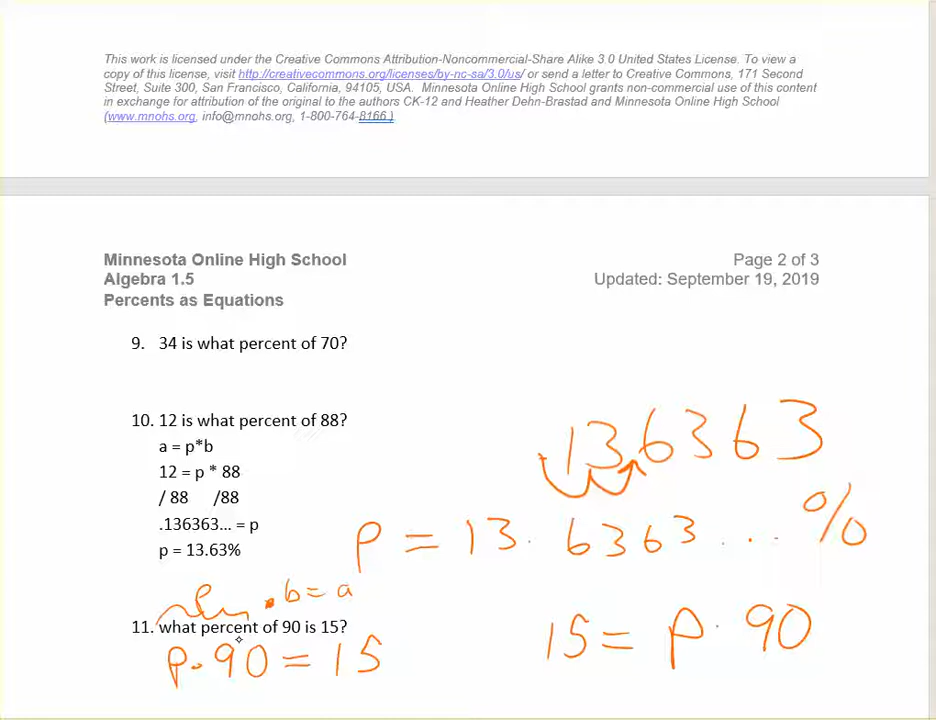 This work is licensed under the Creative Commons Attribution-Noncommercial-Share Alike 3.0 United States License. To view a
copy of this license, visit http://creativecommons.org/licenses/by-nc-sa/3.0/us/ or send a letter to Creative Commons, 171 Second
Street, Suite 300, San Francisco, California, 94105, USA. Minnesota Online High School grants non-commercial use of this content
in exchange for attribution of the original to the authors CK-12 and Heather Dehn-Brastad and Minnesota Online High School
(www.mnohs.org, info@mnohs.org, 1-800-764-8166.)
Minnesota Online High School
Page 2 of 3
Algebra 1.5
Updated: September 19, 2019
Percents as Equations
9. 34 is what percent of 70?
10. 12 is what percent of 88?
.136363
a = p*b
12 = p * 88
/ 88 /88
.136363... = p
p = 13.6363...%
p = 13.63%
p · b = a
11. what percent of 90 is 15?
15 = p · 90
p · 90 = 15